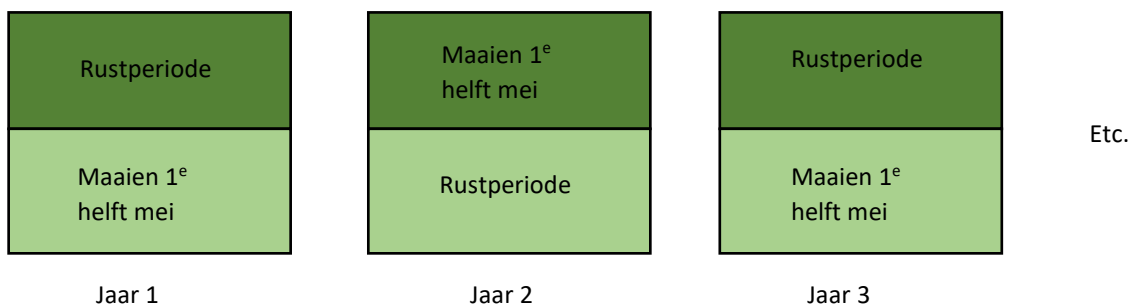 Rustperiode
Maaien 1e
helft mei
Jaar 1
Maaien 1e
helft mei
Rustperiode
Jaar 2
Rustperiode
Maaien 1e
helft mei
Jaar 3
Etc.